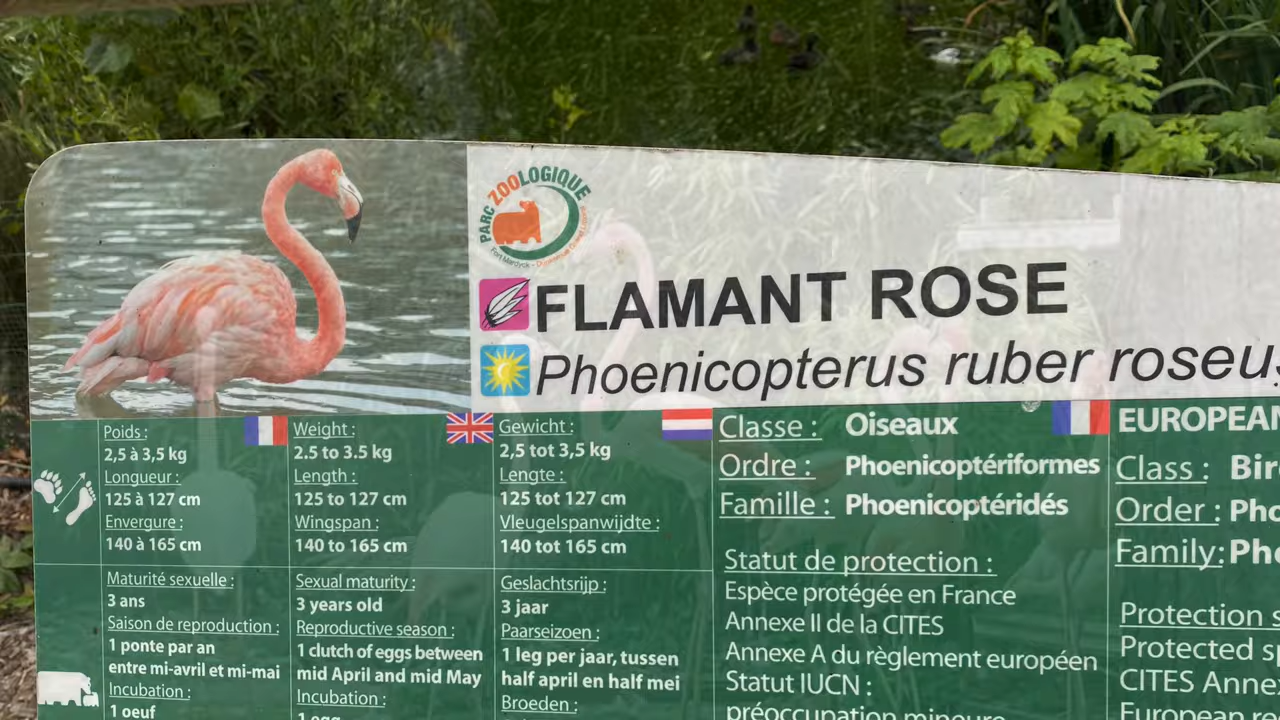 PARC ZOOLOGIQUE
FLAMANT ROSE
Phoenicopterus ruber roseus
Poids :
2,5 à 3,5 kg
Longueur :
125 à 127 cm
Envergure :
140 à 165 cm
Weight :
2.5 to 3.5 kg
Length :
125 to 127 cm
Wingspan :
140 to 165 cm
Gewicht :
2,5 tot 3,5 kg
Lengte :
125 tot 127 cm
Vleugelspanwijdte :
140 tot 165 cm
Maturité sexuelle :
3 ans
Saison de reproduction :
1 ponte par an
entre mi-avril et mi-mai
Incubation :
1 oeuf
Sexual maturity :
3 years old
Reproductive season :
1 clutch of eggs between
mid April and mid May
Incubation :
1 egg
Geslachtsrijp :
3 jaar
Paarseizoen :
1 leg per jaar, tussen
half april en half mei
Broeden :
Classe : Oiseaux
Ordre : Phoenicoptériformes
Famille : Phoenicoptéridés
Statut de protection :
Espèce protégée en France
Annexe II de la CITES
Annexe A du règlement européen
Statut IUCN :
préoccupation mineure
EUROPEAN
Class : Bir
Order : Pho
Family: Pho
Protection s
Protected sp
CITES Annex
European re